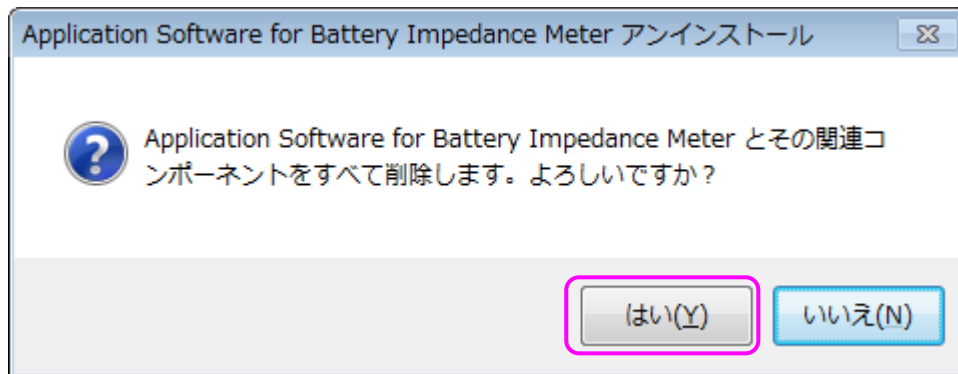 Application Software for Battery Impedance Meter アンインストール
Application Software for Battery Impedance Meter とその関連コ
ンポーネントをすべて削除します。よろしいですか？
はい(Y)
いいえ(N)